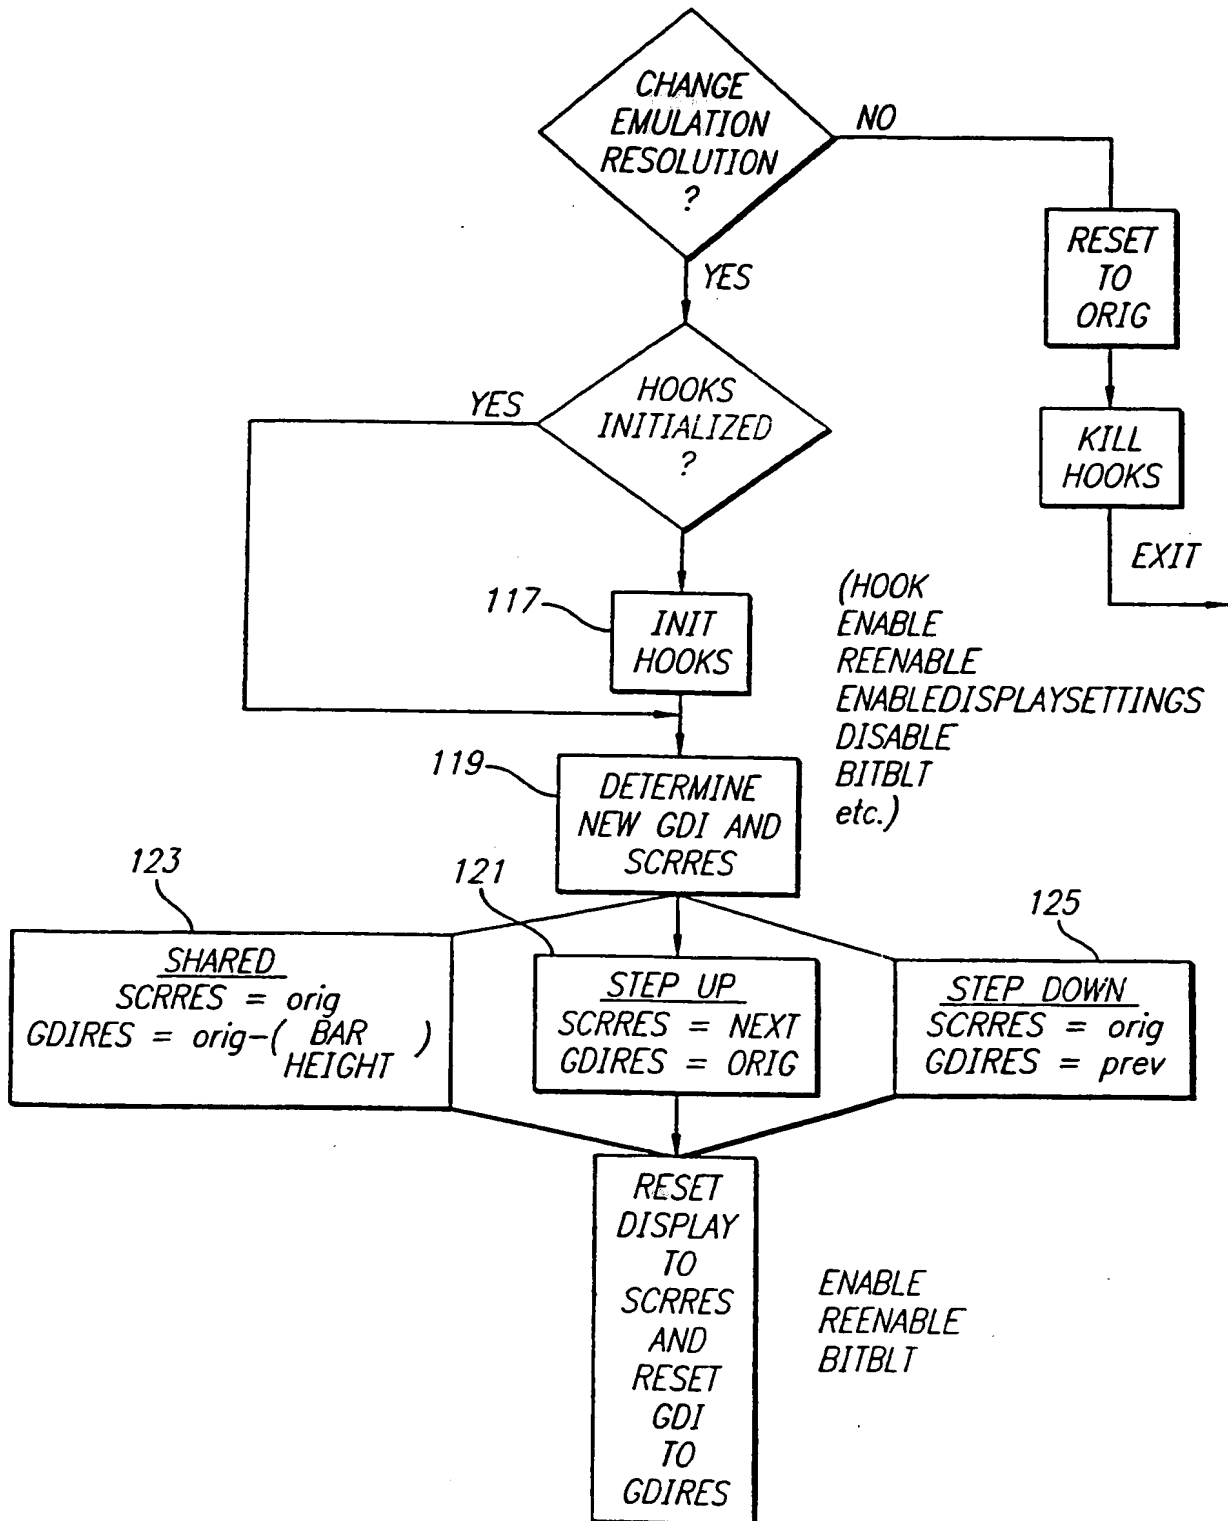 CHANGE
EMULATION
RESOLUTION
?
NO
YES
RESET
TO
ORIG
HOOKS
INITIALIZED
?
YES
KILL
HOOKS
EXIT
117
INIT
HOOKS
(HOOK
ENABLE
REENABLE
ENABLEDISPLAYSETTINGS
DISABLE
BITBLT
etc.)
119
DETERMINE
NEW GDI AND
SCRRES
123
SHARED
SCRRES = orig
GDIRES = orig-( BAR
HEIGHT )
121
STEP UP
SCRRES = NEXT
GDIRES = ORIG
125
STEP DOWN
SCRRES = orig
GDIRES = prev
RESET
DISPLAY
TO
SCRRES
AND
RESET
GDI
TO
GDIRES
ENABLE
REENABLE
BITBLT